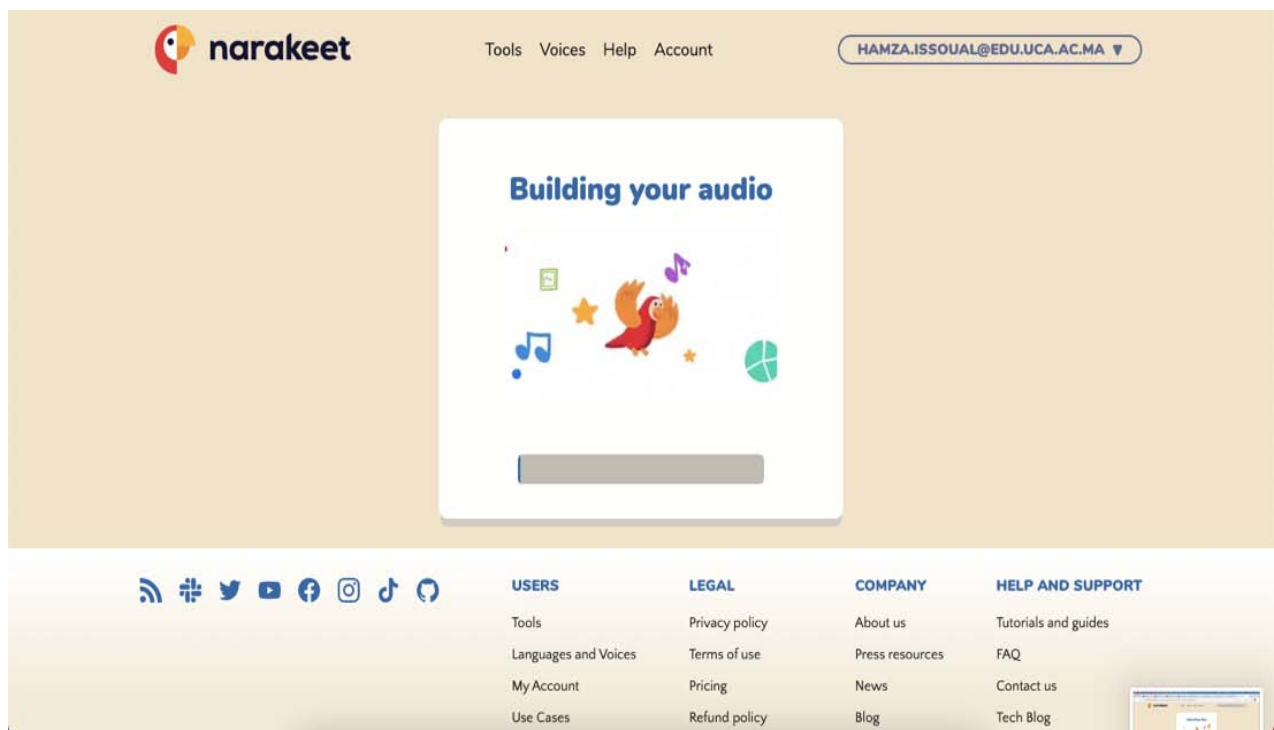 narakeet
Tools Voices Help Account
HAMZA.ISSOUAL@EDU.UCA.AC.MA
Building your audio
USERS LEGAL COMPANY HELP AND SUPPORT
Tools Privacy policy About us Tutorials and guides
Languages and Voices Terms of use Press resources FAQ
My Account Pricing News Contact us
Use Cases Refund policy Blog Tech Blog